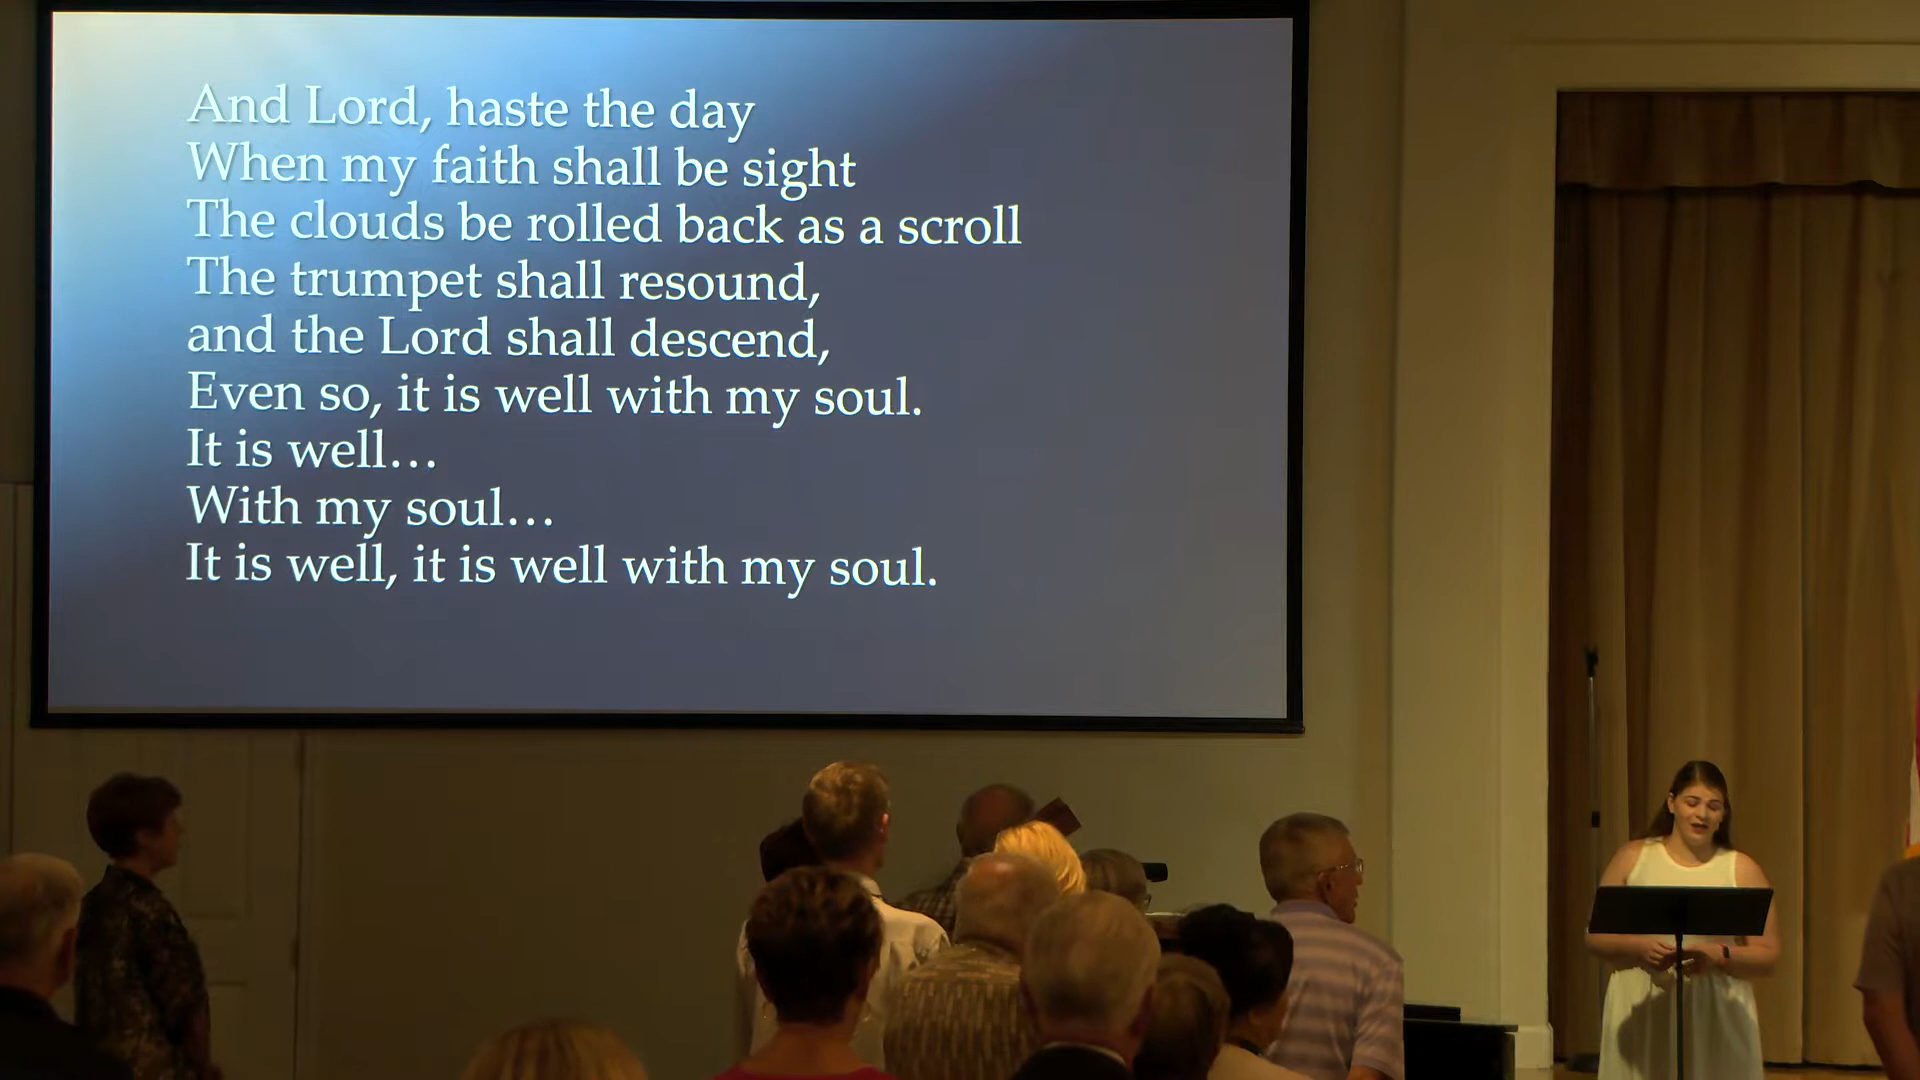 And Lord, haste the day
When my faith shall be sight
The clouds be rolled back as a scroll
The trumpet shall resound,
and the Lord shall descend,
Even so, it is well with my soul.
It is well…
With my soul…
It is well, it is well with my soul.